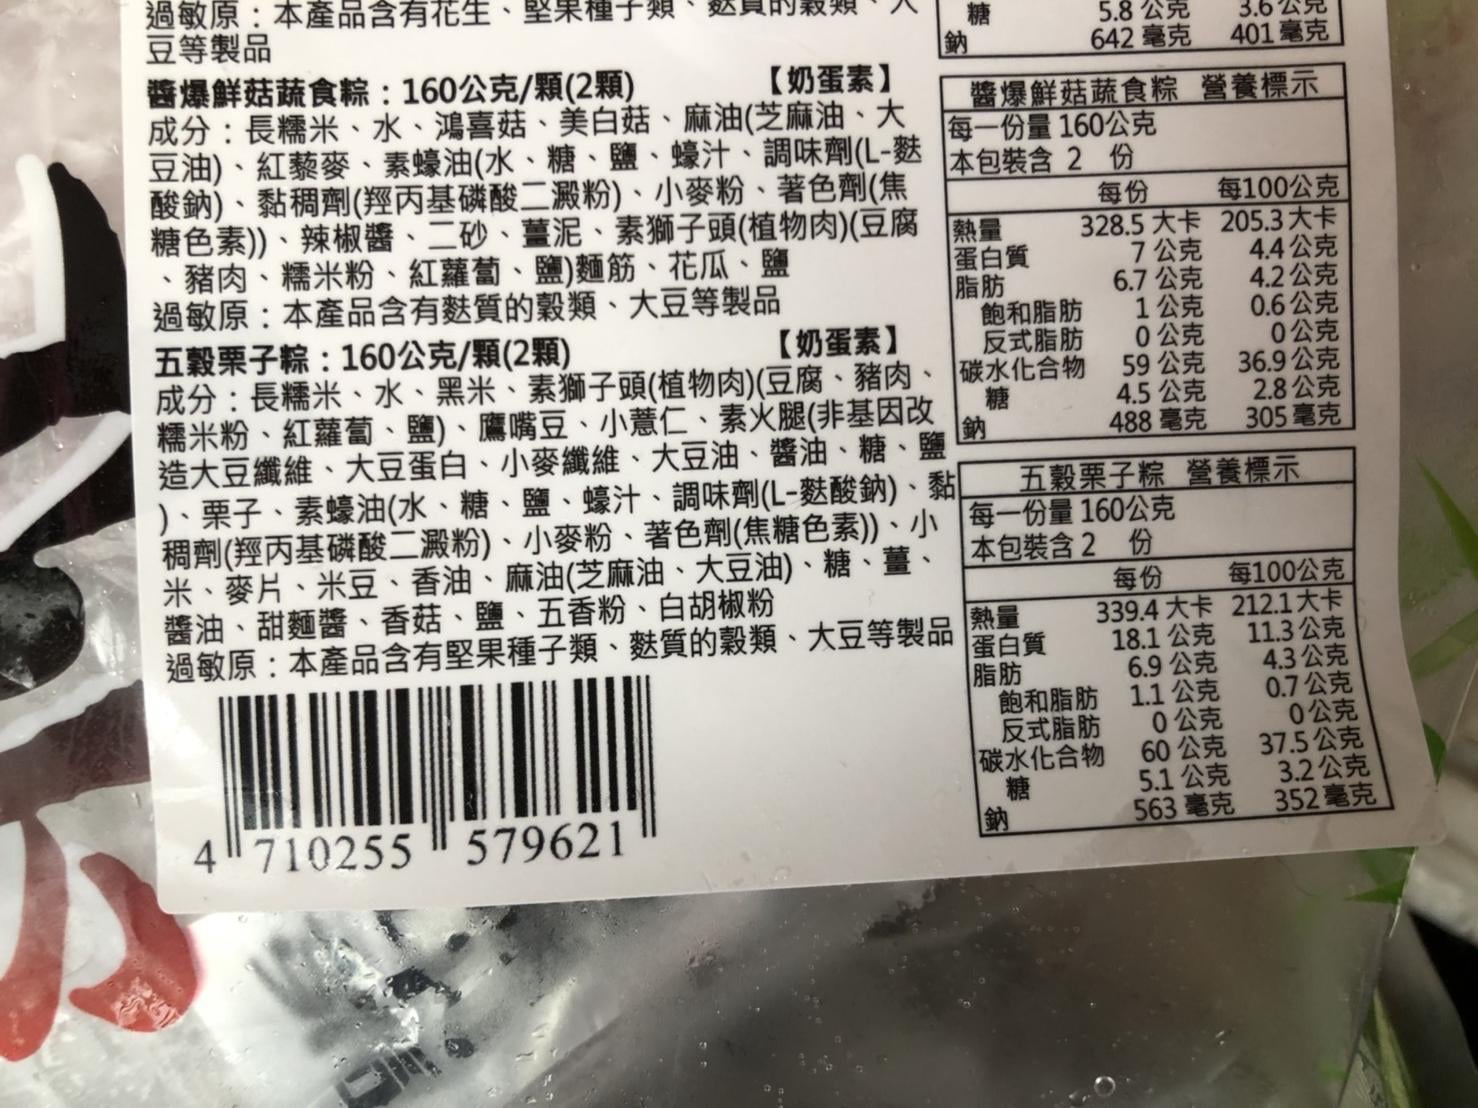 過敏原：本產品含有花生、堅果種子類、麩質的穀類、大
豆等製品
醬爆鮮菇蔬食粽：160公克/顆(2顆) 【奶蛋素】
成分：長糯米、水、鴻喜菇、美白菇、麻油(芝麻油、大
豆油)、紅藜麥、素蠔油(水、糖、鹽、蠔汁、調味劑(L-麩
酸鈉)、黏稠劑(羥丙基磷酸二澱粉)、小麥粉、著色劑(焦
糖色素))、辣椒醬、二砂、薑泥、素獅子頭(植物肉)(豆腐
、豬肉、糯米粉、紅蘿蔔、鹽)麵筋、花瓜、鹽
過敏原：本產品含有麩質的穀類、大豆等製品
五穀栗子粽：160公克/顆(2顆) 【奶蛋素】
成分：長糯米、水、黑米、素獅子頭(植物肉)(豆腐、豬肉、
糯米粉、紅蘿蔔、鹽)、鷹嘴豆、小薏仁、素火腿(非基因改
造大豆纖維、大豆蛋白、小麥纖維、大豆油、醬油、糖、鹽
)、栗子、素蠔油(水、糖、鹽、蠔汁、調味劑(L-麩酸鈉)、黏
稠劑(羥丙基磷酸二澱粉)、小麥粉、著色劑(焦糖色素))、小
米、麥片、米豆、香油、麻油(芝麻油、大豆油)、糖、薑、
醬油、甜麵醬、香菇、鹽、五香粉、白胡椒粉
過敏原：本產品含有堅果種子類、麩質的穀類、大豆等製品
4 710255 579621
糖 5.8 公克 3.6 公克
鈉 642 毫克 401 毫克
醬爆鮮菇蔬食粽 營養標示
每一份量 160公克
本包裝含 2 份
每份 每100公克
熱量 328.5 大卡 205.3 大卡
蛋白質 7 公克 4.4 公克
脂肪 6.7 公克 4.2 公克
飽和脂肪 1 公克 0.6 公克
反式脂肪 0 公克 0 公克
碳水化合物 59 公克 36.9 公克
糖 4.5 公克 2.8 公克
鈉 488 毫克 305 毫克
五穀栗子粽 營養標示
每一份量 160公克
本包裝含 2 份
每份 每100公克
熱量 339.4 大卡 212.1 大卡
蛋白質 18.1 公克 11.3 公克
脂肪 6.9 公克 4.3 公克
飽和脂肪 1.1 公克 0.7 公克
反式脂肪 0 公克 0 公克
碳水化合物 60 公克 37.5 公克
糖 5.1 公克 3.2 公克
鈉 563 毫克 352 毫克